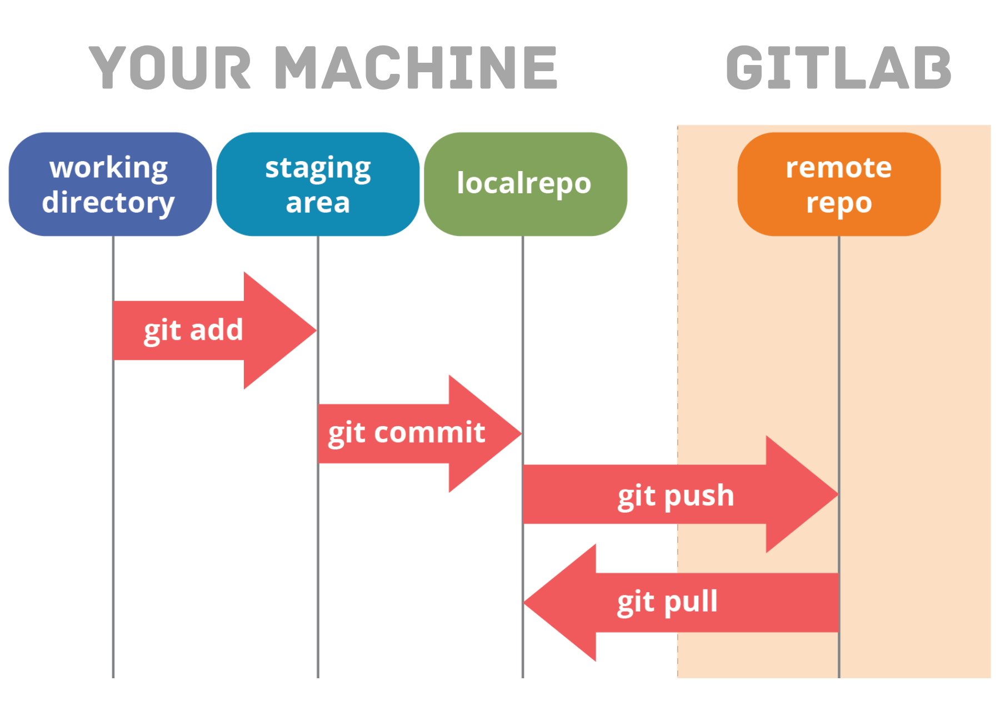 YOUR MACHINE
GITLAB
working
directory
staging
area
localrepo
remote
repo
git add
git commit
git push
git pull